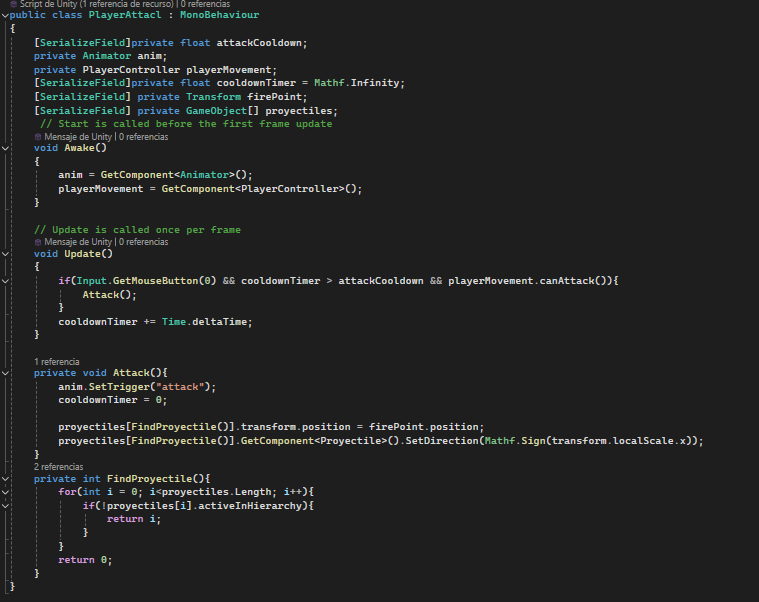 Script de Unity (1 referencia de recurso) | 0 referencias
public class PlayerAttacl : MonoBehaviour
{
[SerializeField]private float attackCooldown;
private Animator anim;
private PlayerController playerMovement;
[SerializeField]private float cooldownTimer = Mathf.Infinity;
[SerializeField] private Transform firePoint;
[SerializeField] private GameObject[] proyectiles;
// Start is called before the first frame update
Mensaje de Unity | 0 referencias
void Awake()
{
anim = GetComponent<Animator>();
playerMovement = GetComponent<PlayerController>();
}
// Update is called once per frame
Mensaje de Unity | 0 referencias
void Update()
{
if(Input.GetMouseButton(0) && cooldownTimer > attackCooldown && playerMovement.canAttack()){
Attack();
}
cooldownTimer += Time.deltaTime;
}
1 referencia
private void Attack(){
anim.SetTrigger("attack");
cooldownTimer = 0;
proyectiles[FindProyectile()].transform.position = firePoint.position;
proyectiles[FindProyectile()].GetComponent<Proyectile>().SetDirection(Mathf.Sign(transform.localScale.x));
}
2 referencias
private int FindProyectile(){
for(int i = 0; i<proyectiles.Length; i++){
if(!proyectiles[i].activeInHierarchy){
return i;
}
}
return 0;
}
}